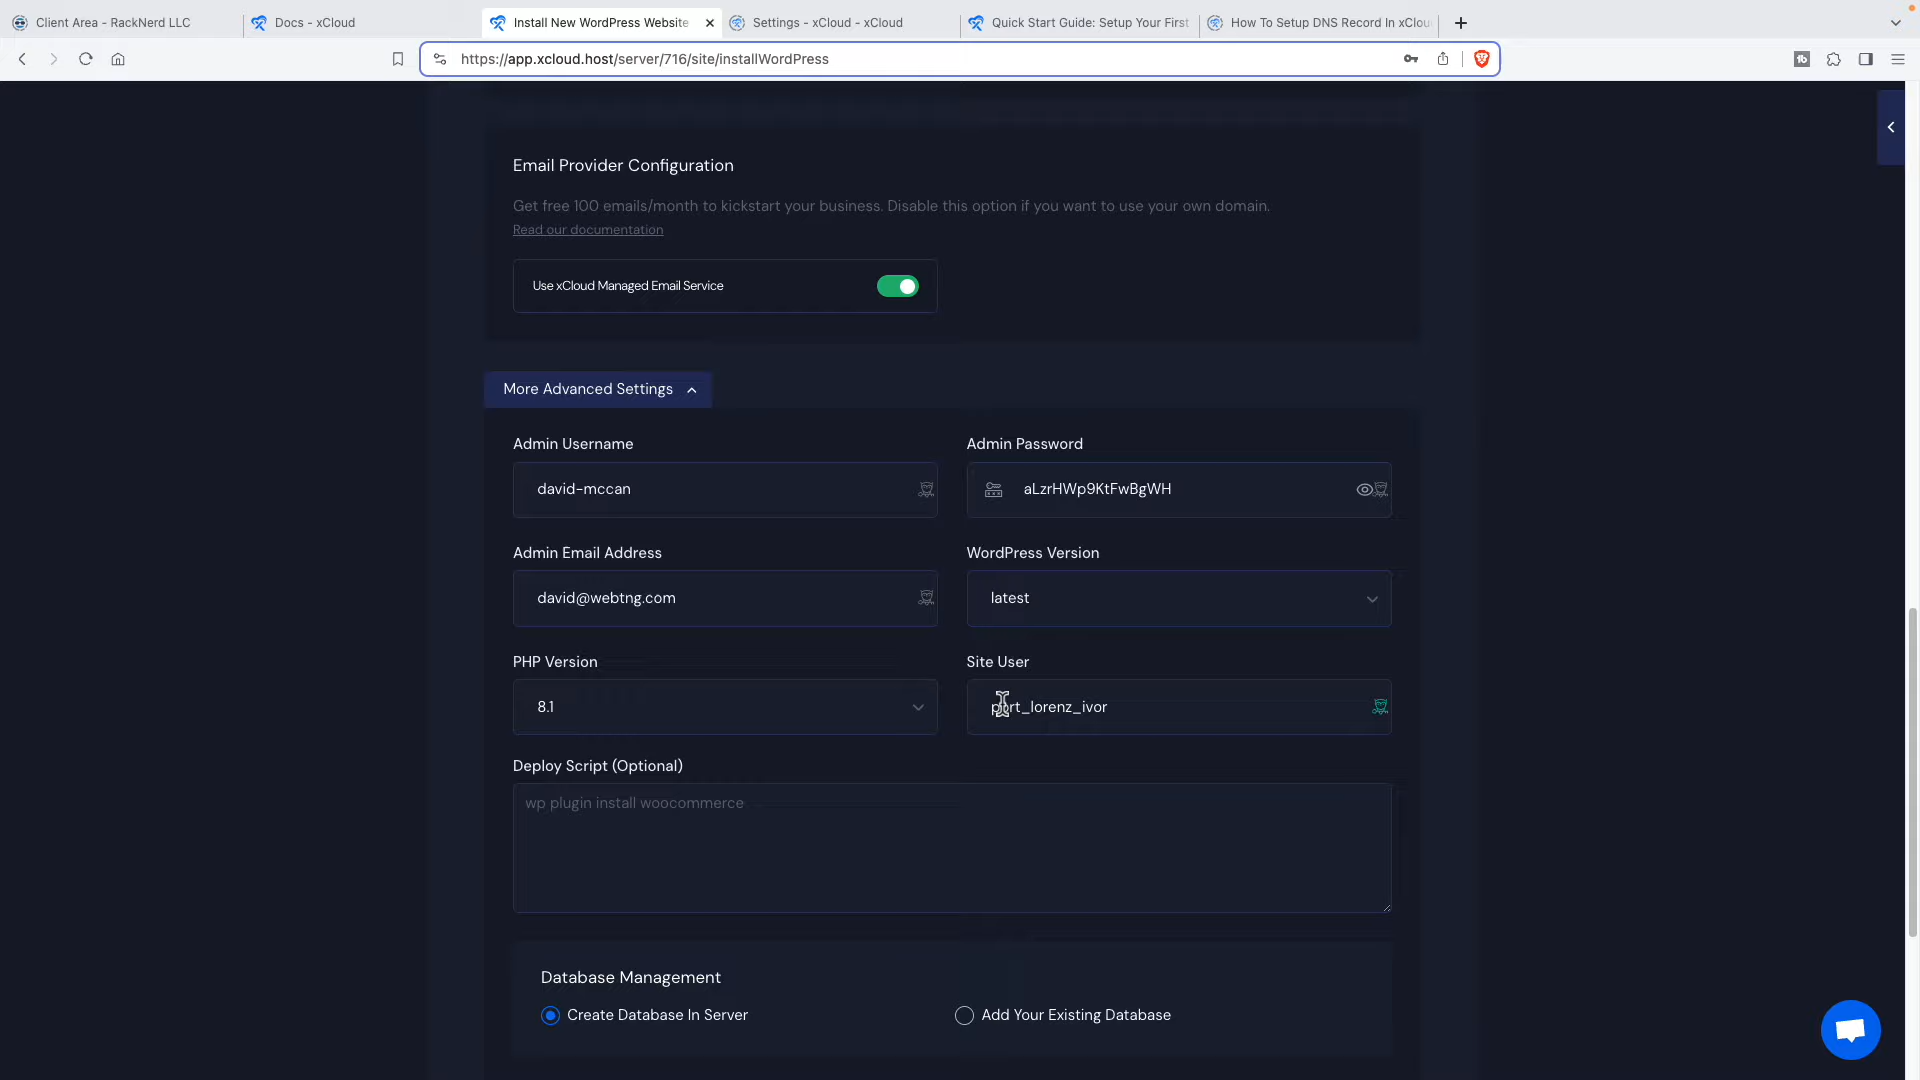 Client Area - RackNerd LLC
Docs - xCloud
Install New WordPress Website
Settings - xCloud - xCloud
Quick Start Guide: Setup Your First
How To Setup DNS Record In xClou
https://app.xcloud.host/server/716/site/installWordPress
Email Provider Configuration
Get free 100 emails/month to kickstart your business. Disable this option if you want to use your own domain.
Read our documentation
Use xCloud Managed Email Service
More Advanced Settings
Admin Username
Admin Password
david-mccan
aLzrHWp9KtFwBgWH
Admin Email Address
WordPress Version
david@webtng.com
latest
PHP Version
Site User
8.1
port_lorenz_ivor
Deploy Script (Optional)
wp plugin install woocommerce
Database Management
Create Database In Server
Add Your Existing Database